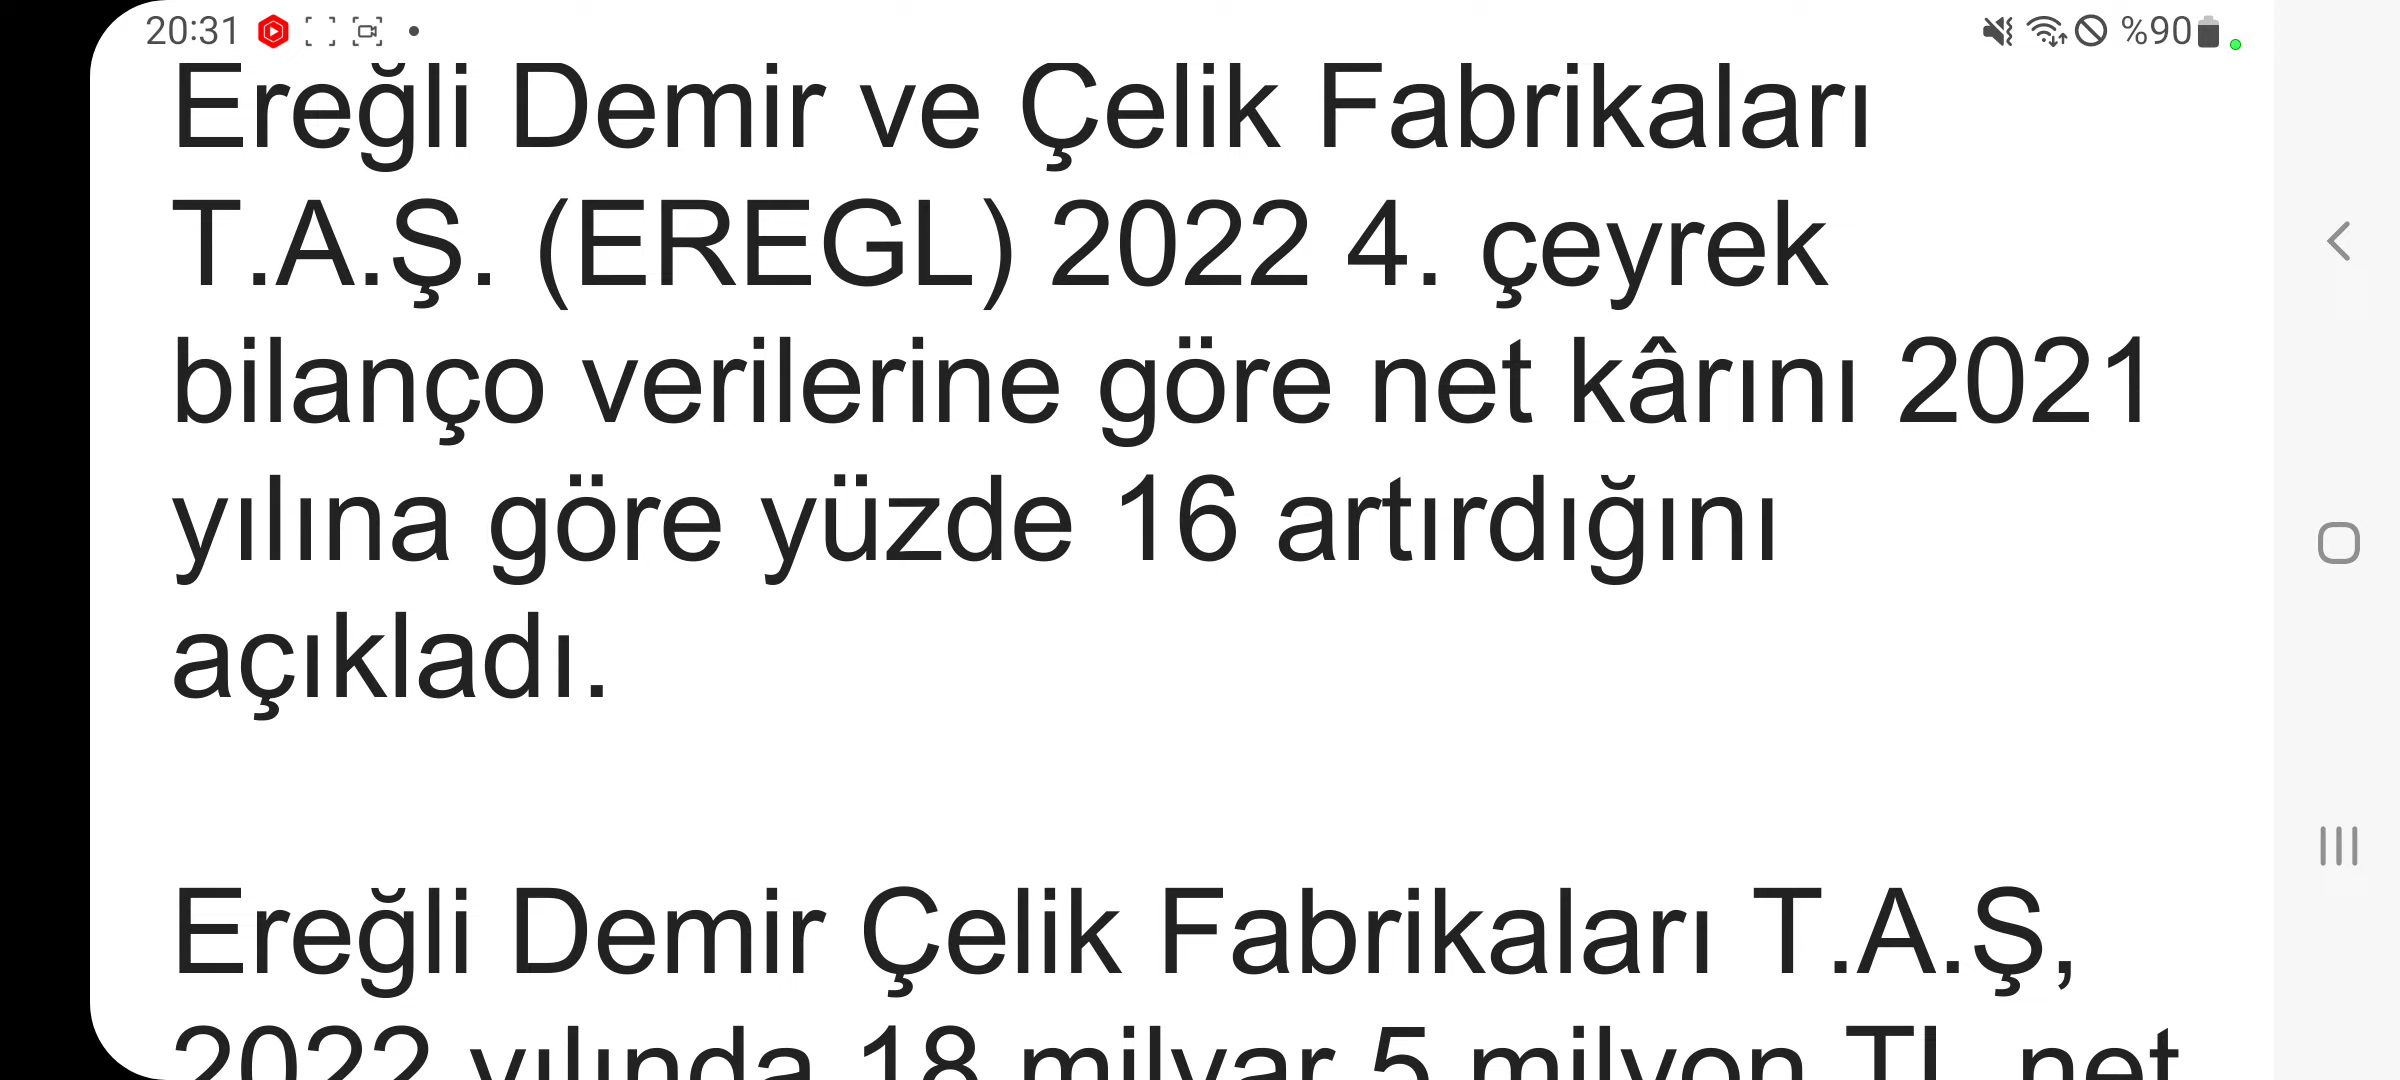 20:31
%90
Ereğli Demir ve Çelik Fabrikaları
T.A.Ş. (EREGL) 2022 4. çeyrek
bilanço verilerine göre net kârını 2021
yılına göre yüzde 16 artırdığını
açıkladı.
Ereğli Demir Çelik Fabrikaları T.A.Ş,
2022 yılında 18 milyar 5 milyon TL net